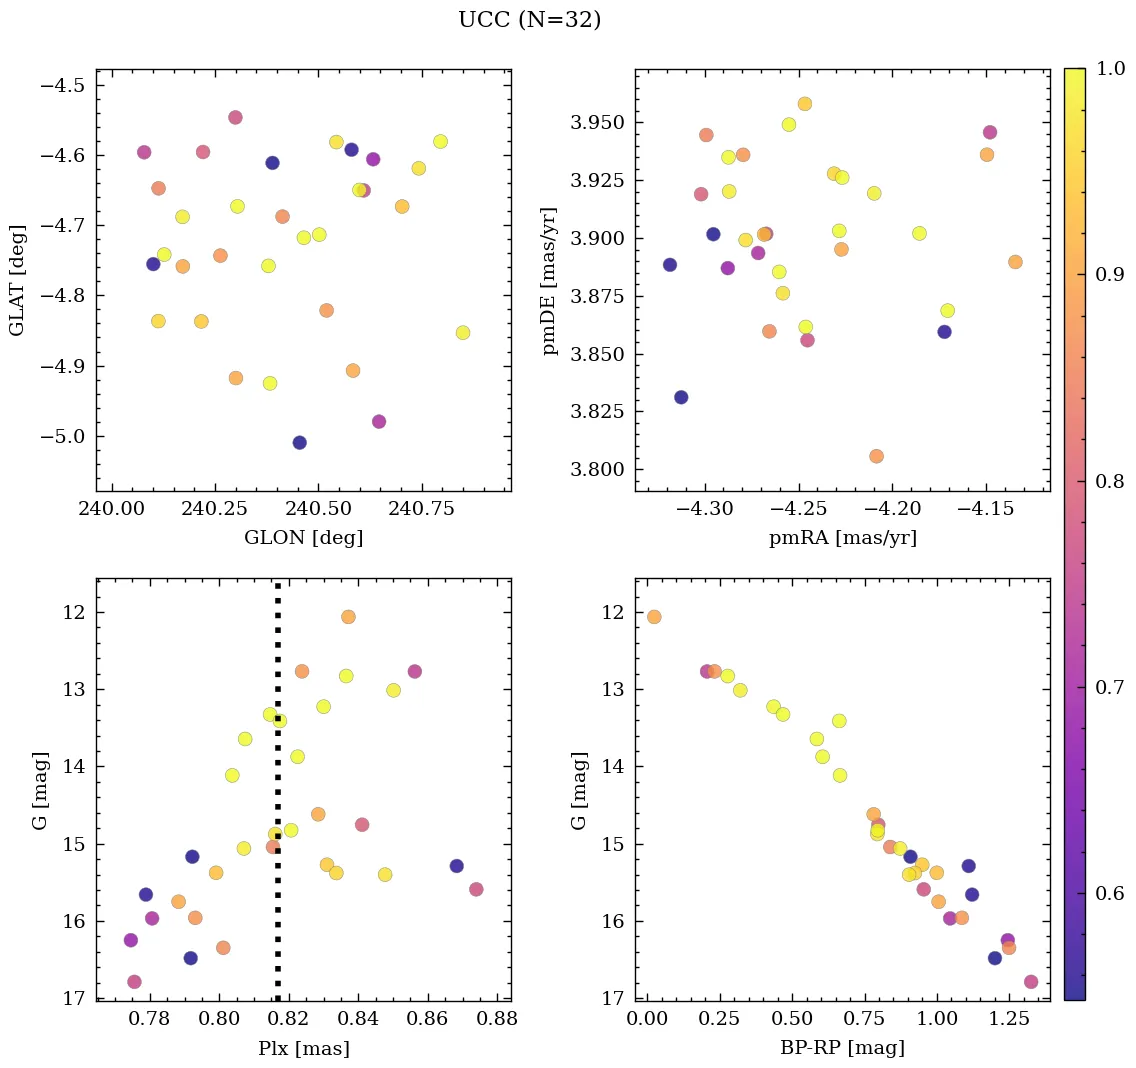 UCC (N=32)
−4.5
−4.6
−4.7
−4.8
−4.9
−5.0
GLAT [deg]
240.00 240.25 240.50 240.75
GLON [deg]
3.950
3.925
3.900
3.875
3.850
3.825
3.800
pmDE [mas/yr]
−4.30 −4.25 −4.20 −4.15
pmRA [mas/yr]
12
13
14
15
16
17
G [mag]
0.78 0.80 0.82 0.84 0.86 0.88
Plx [mas]
12
13
14
15
16
17
G [mag]
0.00 0.25 0.50 0.75 1.00 1.25
BP-RP [mag]
1.0
0.9
0.8
0.7
0.6